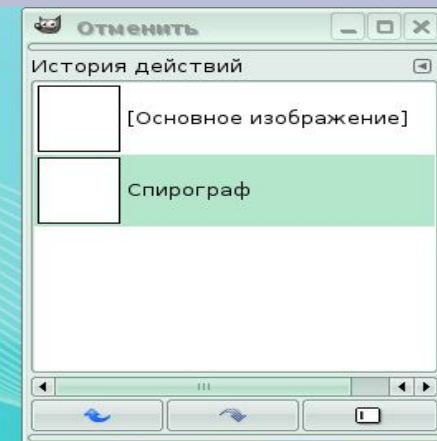 Отменить
История действий
[Основное изображение]
Спирограф